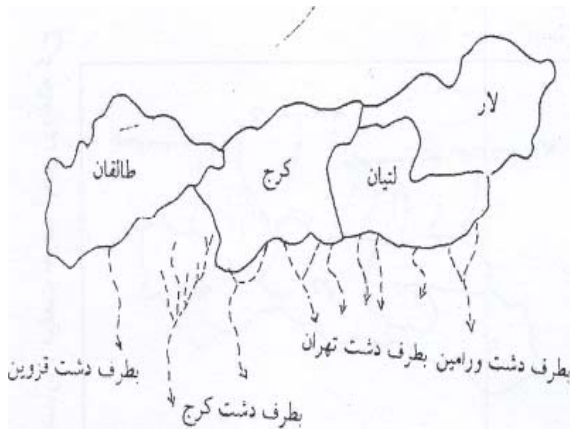 لار
لتیان
کرج
طالقان
بطرف دشت ورامین
بطرف دشت تهران
بطرف دشت کرج
بطرف دشت قزوین